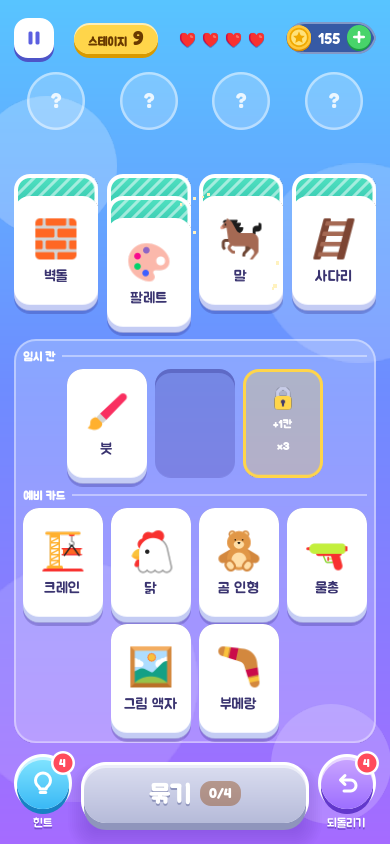 스테이지 9
155
? ? ? ?
벽돌
팔레트
말
사다리
임시 칸
붓
+1칸
×3
예비 카드
크레인
닭
곰 인형
물총
그림 액자
부메랑
4
힌트
묶기 0/4
4
되돌리기